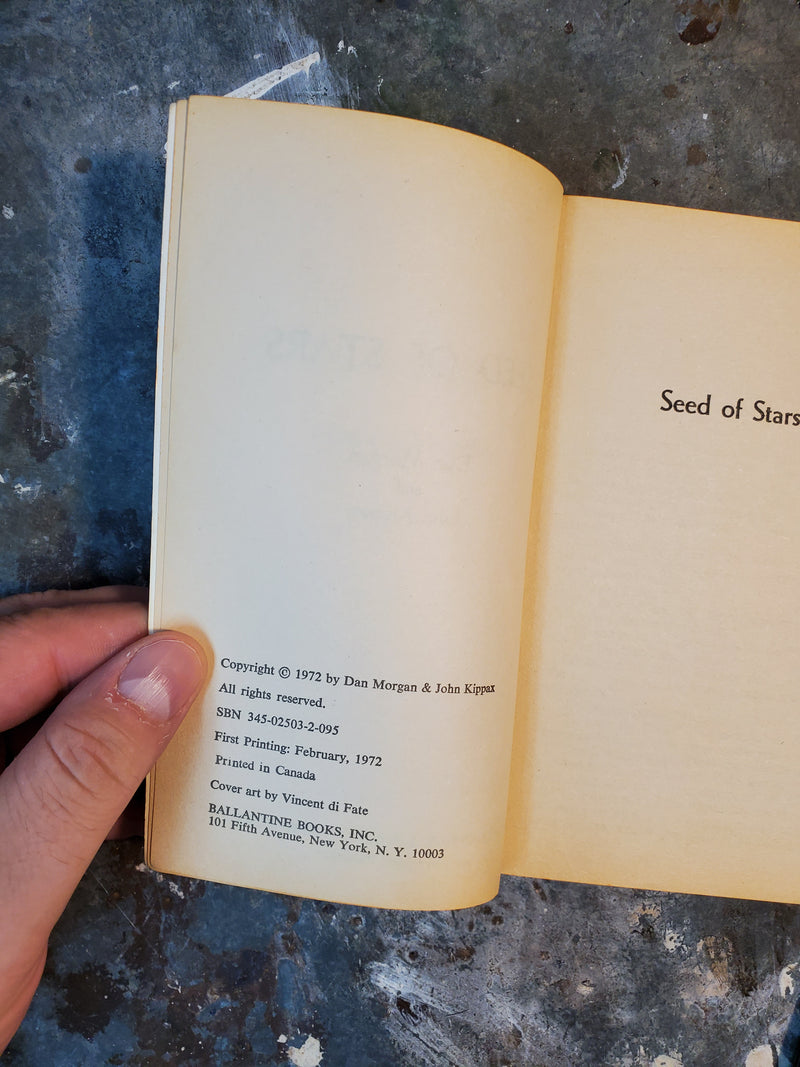 Copyright © 1972 by Dan Morgan & John Kippax
All rights reserved.
SBN 345-02503-2-095
First Printing: February, 1972
Printed in Canada
Cover art by Vincent di Fate
BALLANTINE BOOKS, INC.
101 Fifth Avenue, New York, N. Y. 10003
Seed of Stars